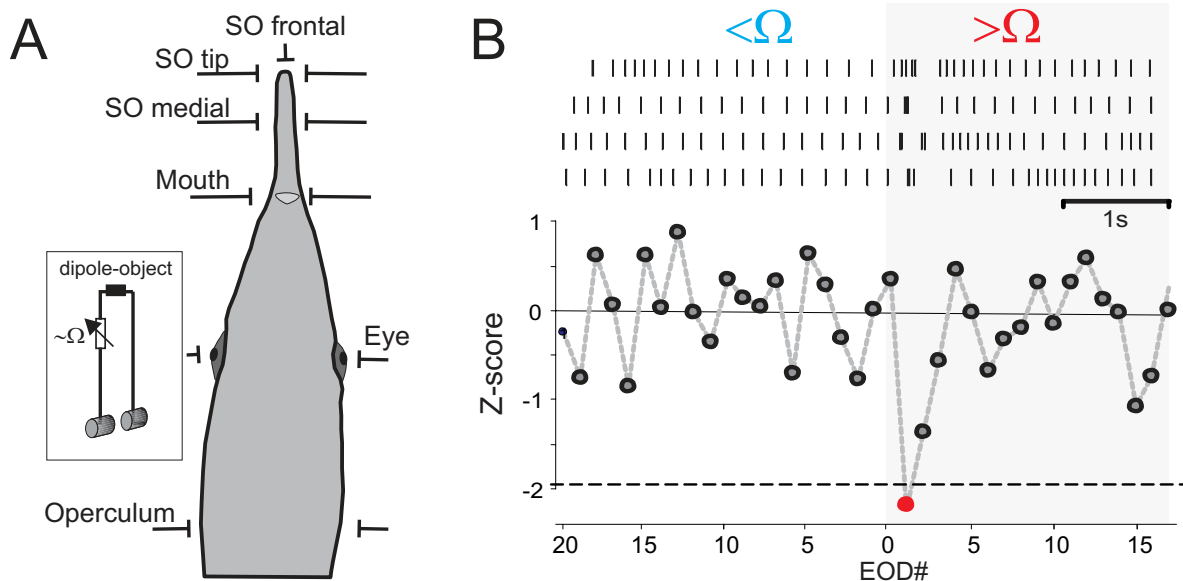 A
SO frontal
SO tip
SO medial
Mouth
dipole-object
~Ω
Eye
Operculum
B
<Ω
>Ω
1s
1
0
-1
-2
Z-score
20
15
10
5
0
5
10
15
EOD#